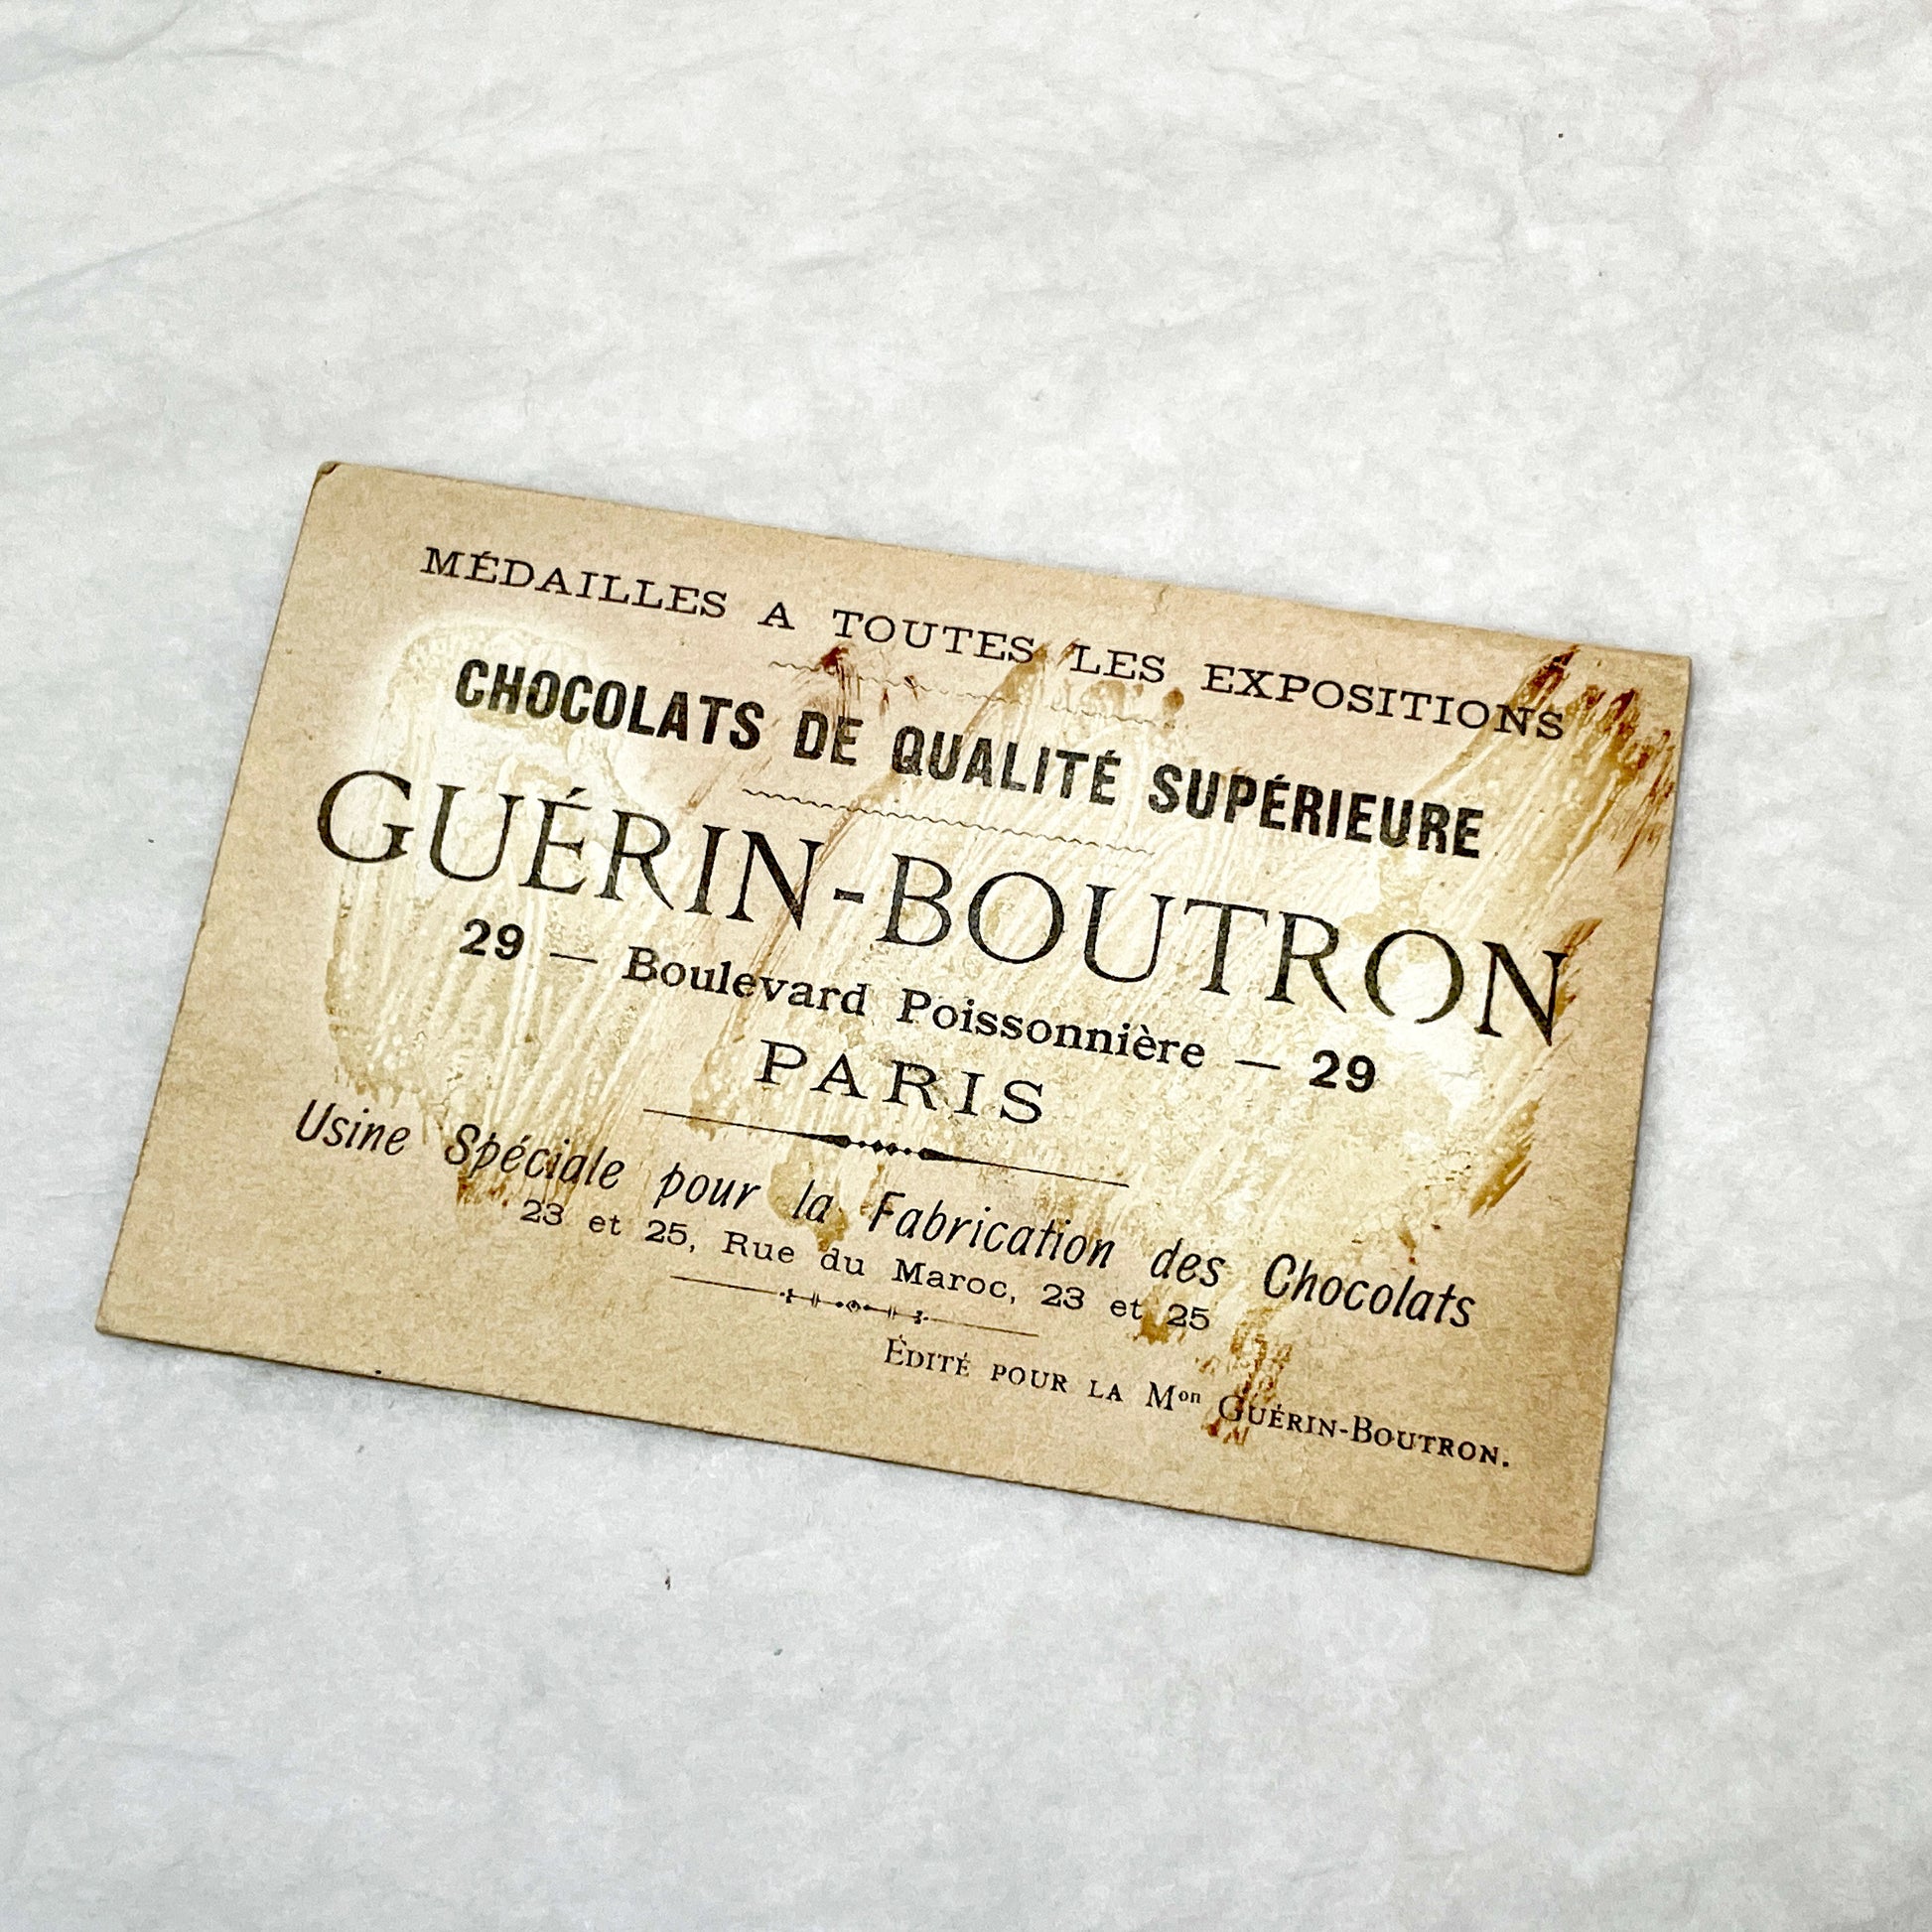 MÉDAILLES A TOUTES LES EXPOSITIONS
CHOCOLATS DE QUALITÉ SUPÉRIEURE
GUÉRIN-BOUTRON
29 — Boulevard Poissonnière — 29
PARIS
Usine Spéciale pour la Fabrication des Chocolats
23 et 25, Rue du Maroc, 23 et 25
ÉDITÉ POUR LA Mon GUÉRIN-BOUTRON.